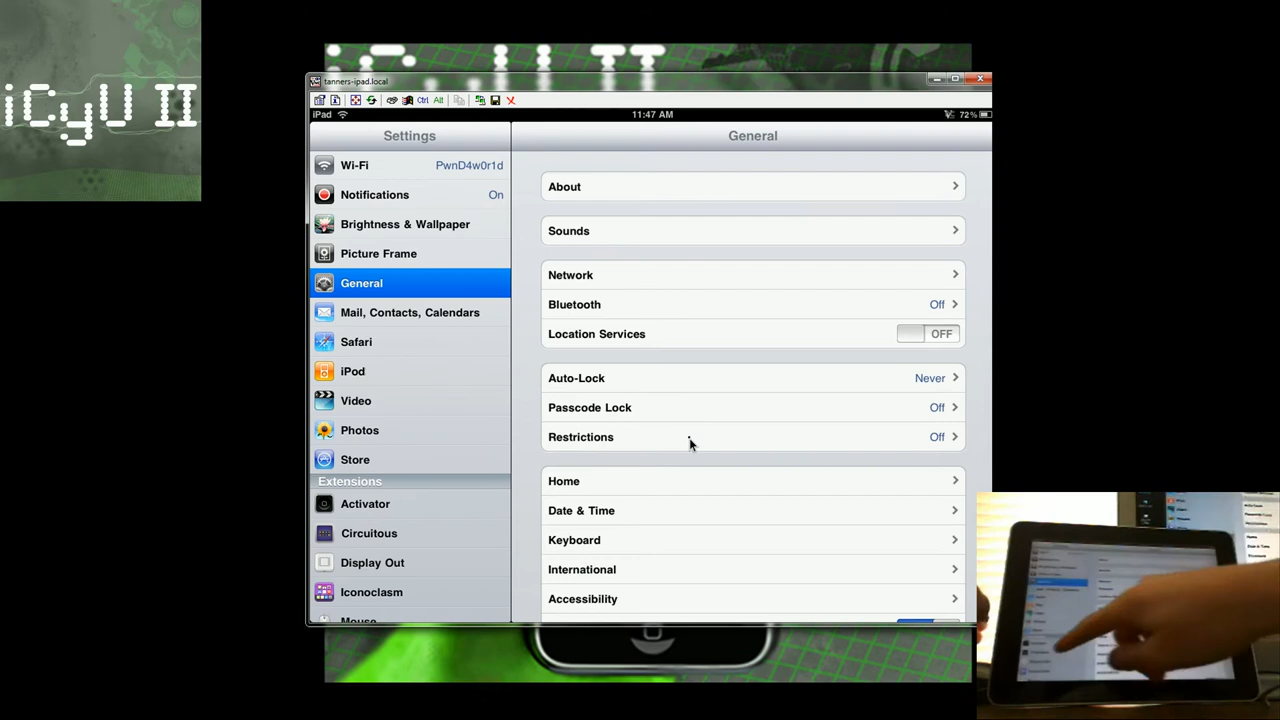 iCyU II
tanners-ipad.local
Ctrl Alt
iPad 11:47 AM 72%
Settings
General
Wi-Fi PwnD4w0r1d
Notifications On
Brightness & Wallpaper
Picture Frame
General
Mail, Contacts, Calendars
Safari
iPod
Video
Photos
Store
Extensions
Activator
Circuitous
Display Out
Iconoclasm
Mouse
About
Sounds
Network
Bluetooth Off
Location Services OFF
Auto-Lock Never
Passcode Lock Off
Restrictions Off
Home
Date & Time
Keyboard
International
Accessibility